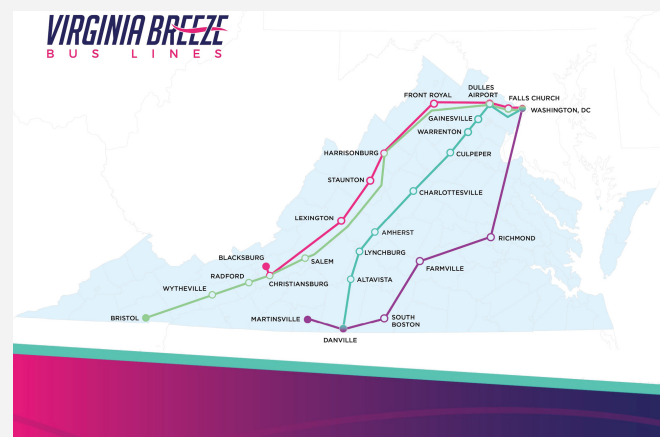 VIRGINIA BREEZE
BUS LINES
DULLES
AIRPORT
FRONT ROYAL
FALLS CHURCH
WASHINGTON, DC
GAINESVILLE
WARRENTON
HARRISONBURG
CULPEPER
STAUNTON
CHARLOTTESVILLE
LEXINGTON
AMHERST
RICHMOND
LYNCHBURG
BLACKSBURG
SALEM
FARMVILLE
RADFORD
CHRISTIANSBURG
ALTAVISTA
WYTHEVILLE
BRISTOL
MARTINSVILLE
SOUTH
BOSTON
DANVILLE